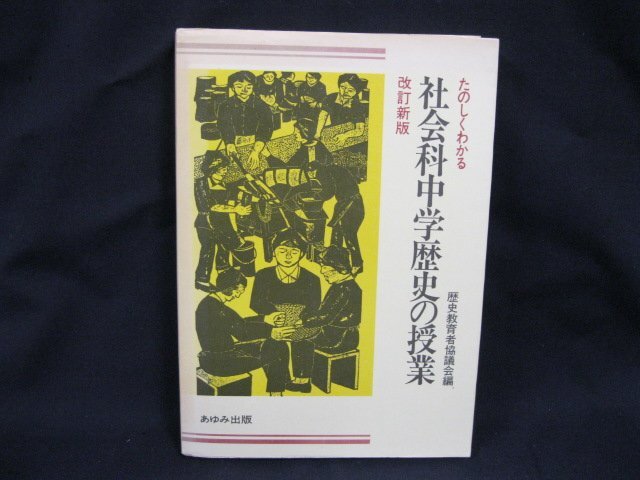 たのしくわかる
社会科中学歴史の授業
改訂新版
歴史教育者協議会編
あゆみ出版